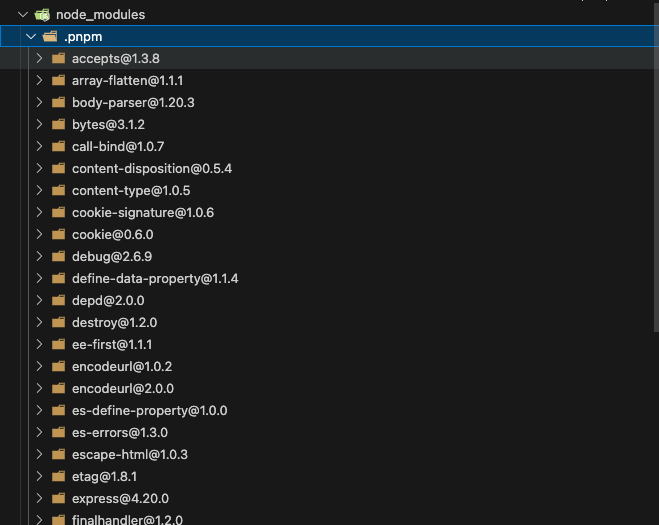 node_modules
.pnpm
accepts@1.3.8
array-flatten@1.1.1
body-parser@1.20.3
bytes@3.1.2
call-bind@1.0.7
content-disposition@0.5.4
content-type@1.0.5
cookie-signature@1.0.6
cookie@0.6.0
debug@2.6.9
define-data-property@1.1.4
depd@2.0.0
destroy@1.2.0
ee-first@1.1.1
encodeurl@1.0.2
encodeurl@2.0.0
es-define-property@1.0.0
es-errors@1.3.0
escape-html@1.0.3
etag@1.8.1
express@4.20.0
finalhandler@1.2.0